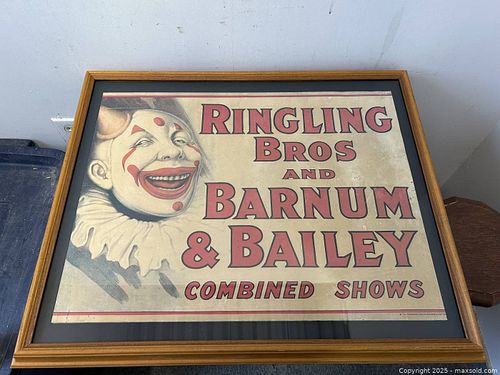 RINGLING
BROS
AND
BARNUM
& BAILEY
COMBINED SHOWS
Copyright 2025 - maxsold.com